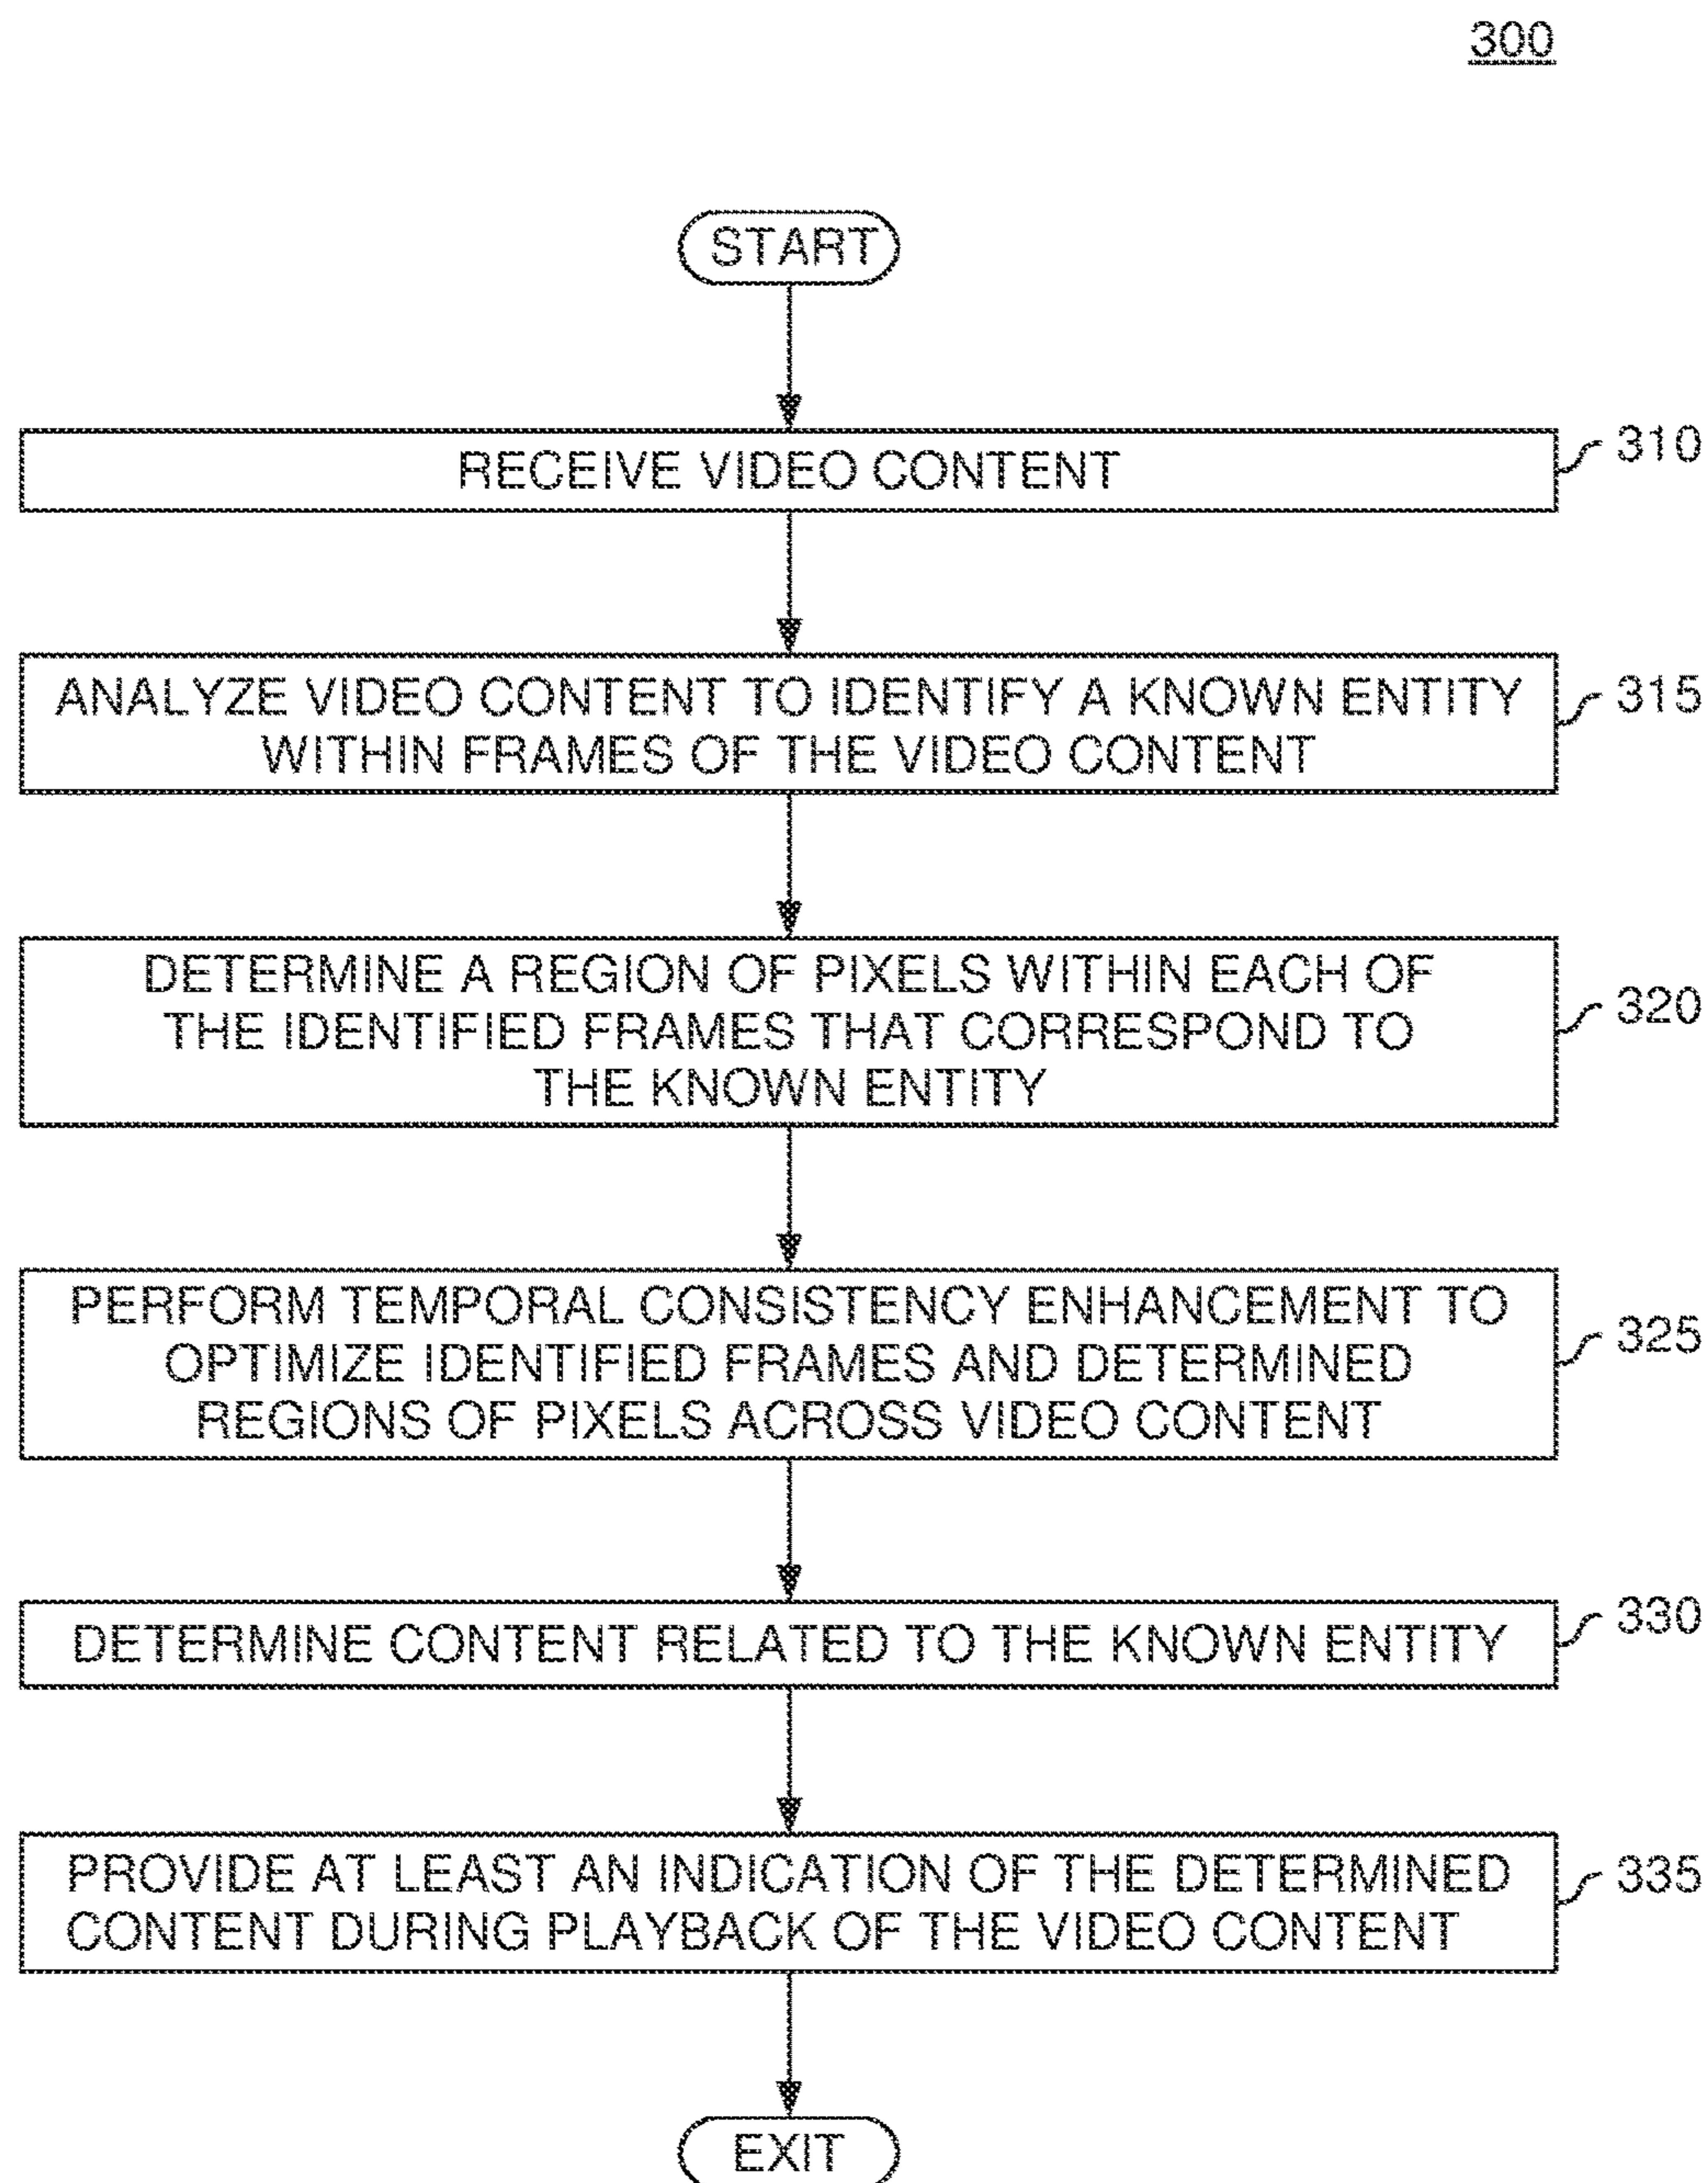 300
START
RECEIVE VIDEO CONTENT
310
ANALYZE VIDEO CONTENT TO IDENTIFY A KNOWN ENTITY
WITHIN FRAMES OF THE VIDEO CONTENT
315
DETERMINE A REGION OF PIXELS WITHIN EACH OF
THE IDENTIFIED FRAMES THAT CORRESPOND TO
THE KNOWN ENTITY
320
PERFORM TEMPORAL CONSISTENCY ENHANCEMENT TO
OPTIMIZE IDENTIFIED FRAMES AND DETERMINED
REGIONS OF PIXELS ACROSS VIDEO CONTENT
325
DETERMINE CONTENT RELATED TO THE KNOWN ENTITY
330
PROVIDE AT LEAST AN INDICATION OF THE DETERMINED
CONTENT DURING PLAYBACK OF THE VIDEO CONTENT
335
EXIT